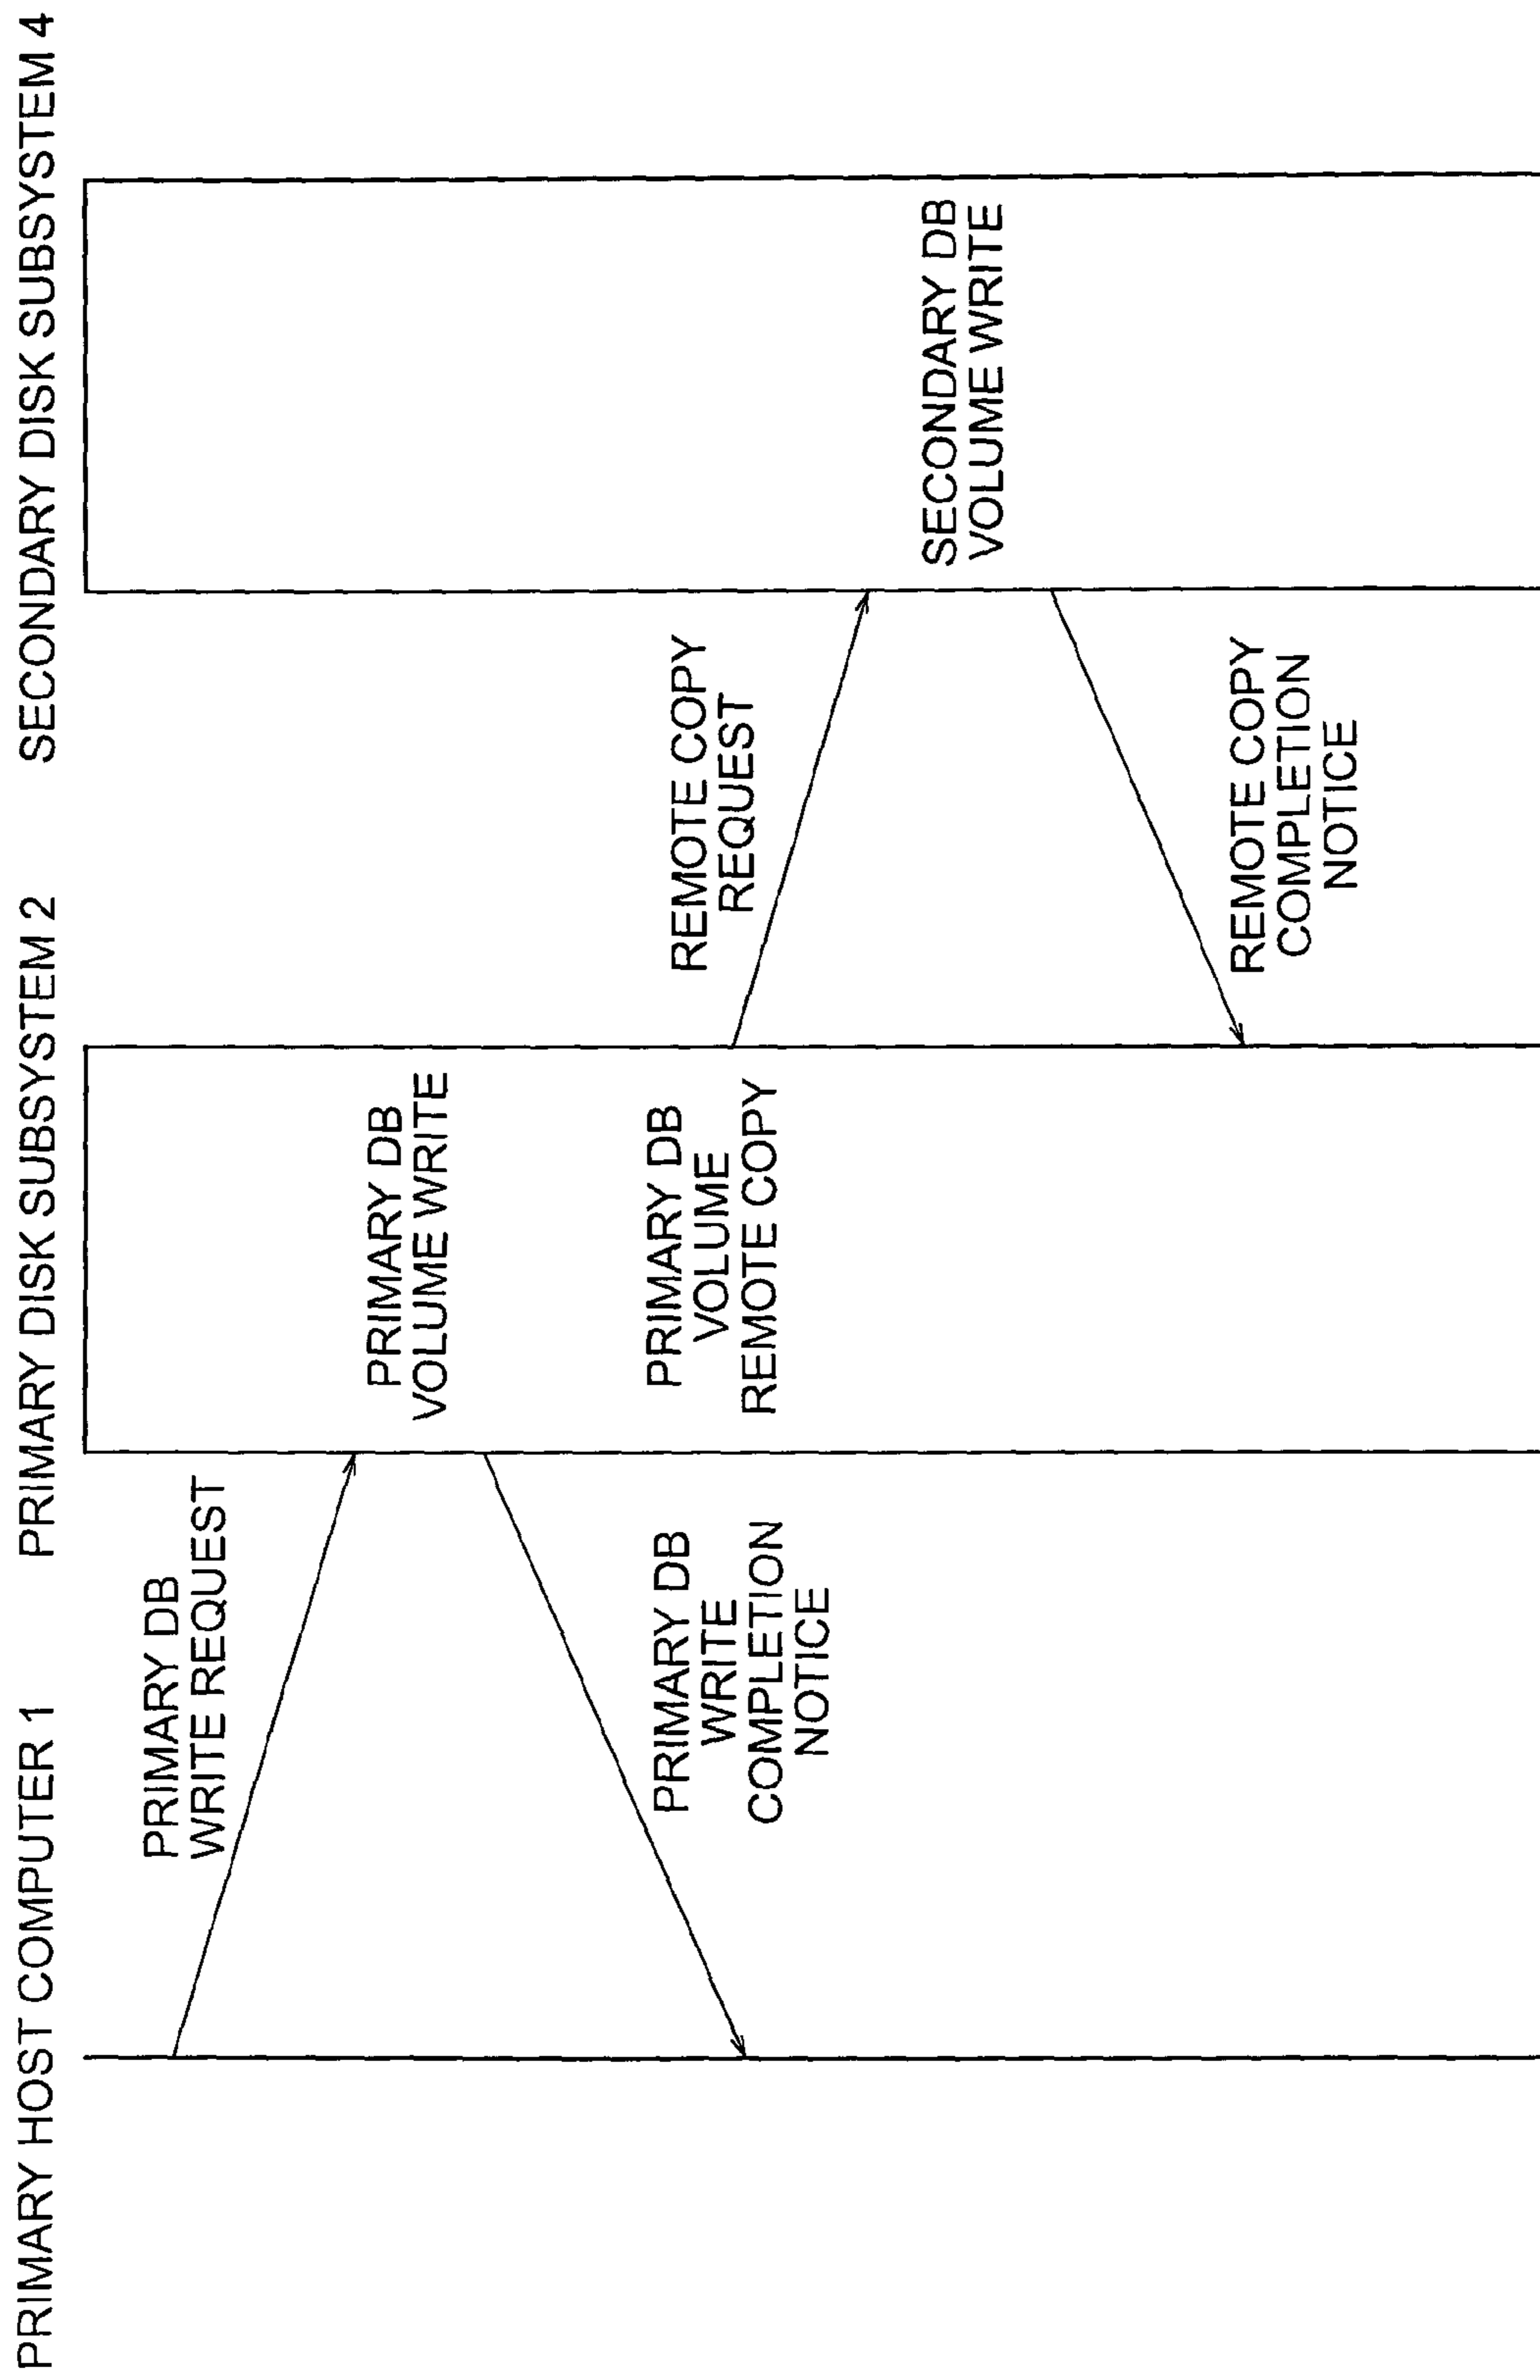 PRIMARY HOST COMPUTER 1
PRIMARY DISK SUBSYSTEM 2
SECONDARY DISK SUBSYSTEM 4
PRIMARY DB
WRITE REQUEST
PRIMARY DB
VOLUME WRITE
PRIMARY DB
WRITE
COMPLETION
NOTICE
PRIMARY DB
VOLUME
REMOTE COPY
REMOTE COPY
REQUEST
SECONDARY DB
VOLUME WRITE
REMOTE COPY
COMPLETION
NOTICE